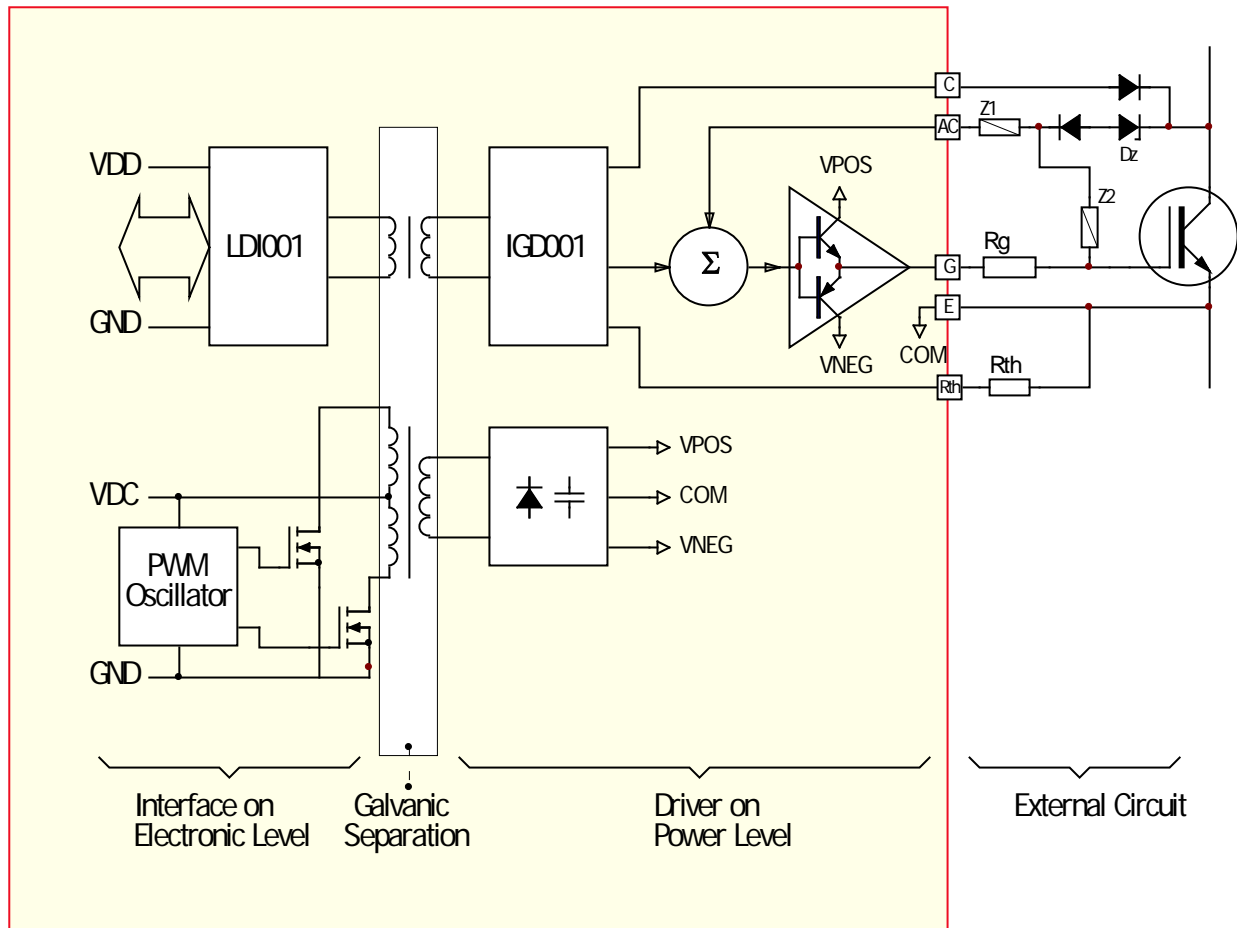 C
Z1
AC
Dz
VDD
VPOS
Z2
LDI001
IGD001
Σ
Rg
G
GND
E
COM
VNEG
Rth
Rth
VPOS
VDC
COM
VNEG
PWM
Oscillator
GND
Interface on
Electronic Level
Galvanic
Separation
Driver on
Power Level
External Circuit